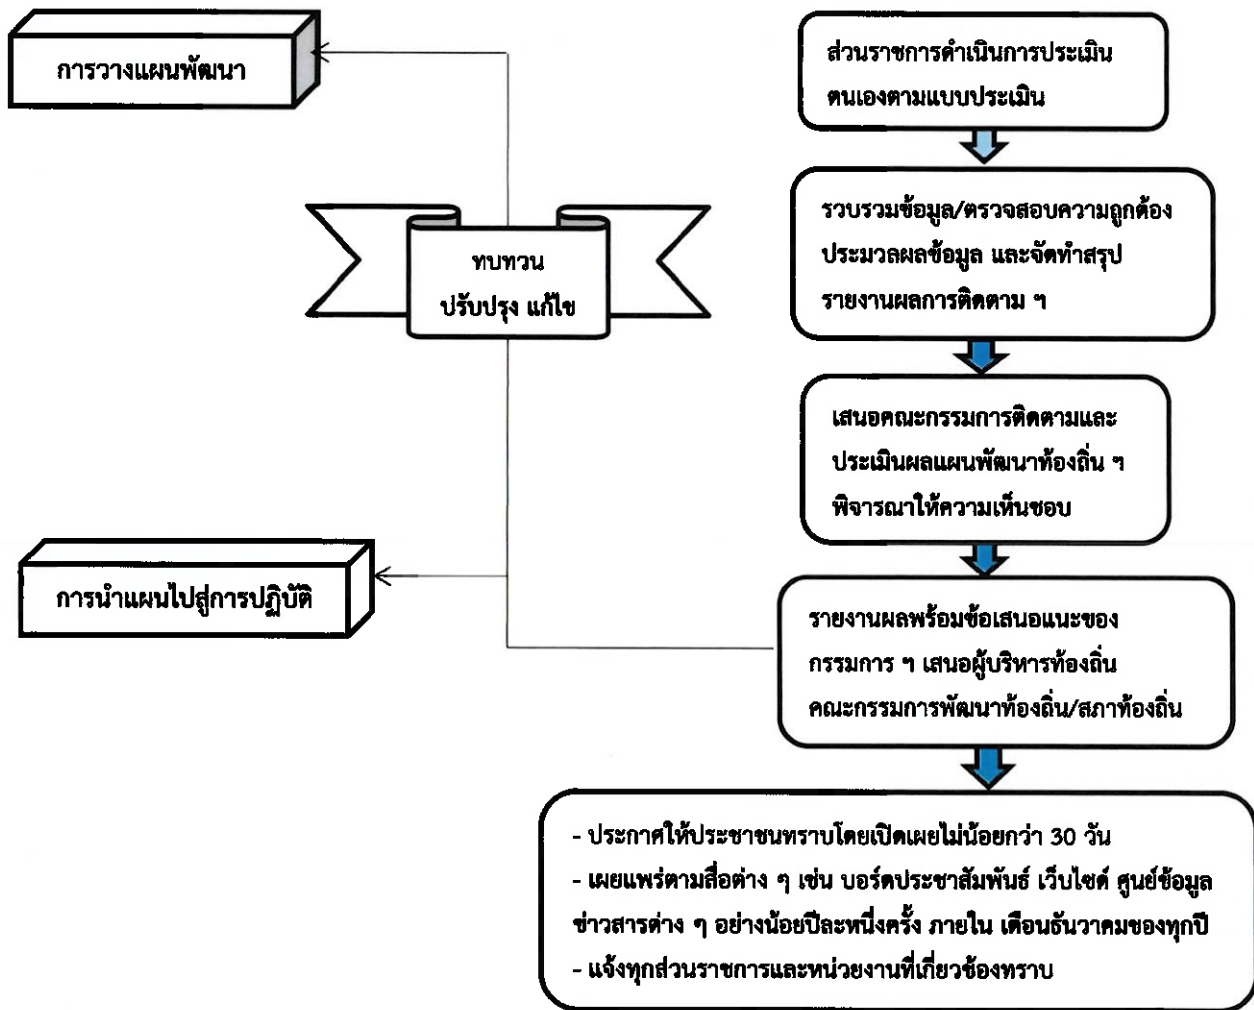 การวางแผนพัฒนา
ส่วนราชการดำเนินการประเมิน
ตนเองตามแบบประเมิน
รวบรวมข้อมูล/ตรวจสอบความถูกต้อง
ประมวลผลข้อมูล และจัดทำสรุป
รายงานผลการติดตาม ฯ
ทบทวน
ปรับปรุง แก้ไข
เสนอคณะกรรมการติดตามและ
ประเมินผลแผนพัฒนาท้องถิ่น ฯ
พิจารณาให้ความเห็นชอบ
การนำแผนไปสู่การปฏิบัติ
รายงานผลพร้อมข้อเสนอแนะของ
กรรมการ ฯ เสนอผู้บริหารท้องถิ่น
คณะกรรมการพัฒนาท้องถิ่น/สภาท้องถิ่น
- ประกาศให้ประชาชนทราบโดยเปิดเผยไม่น้อยกว่า 30 วัน
- เผยแพร่ตามสื่อต่าง ๆ เช่น บอร์ดประชาสัมพันธ์ เว็บไซต์ ศูนย์ข้อมูล
ข่าวสารต่าง ๆ อย่างน้อยปีละหนึ่งครั้ง ภายใน เดือนธันวาคมของทุกปี
- แจ้งทุกส่วนราชการและหน่วยงานที่เกี่ยวข้องทราบ